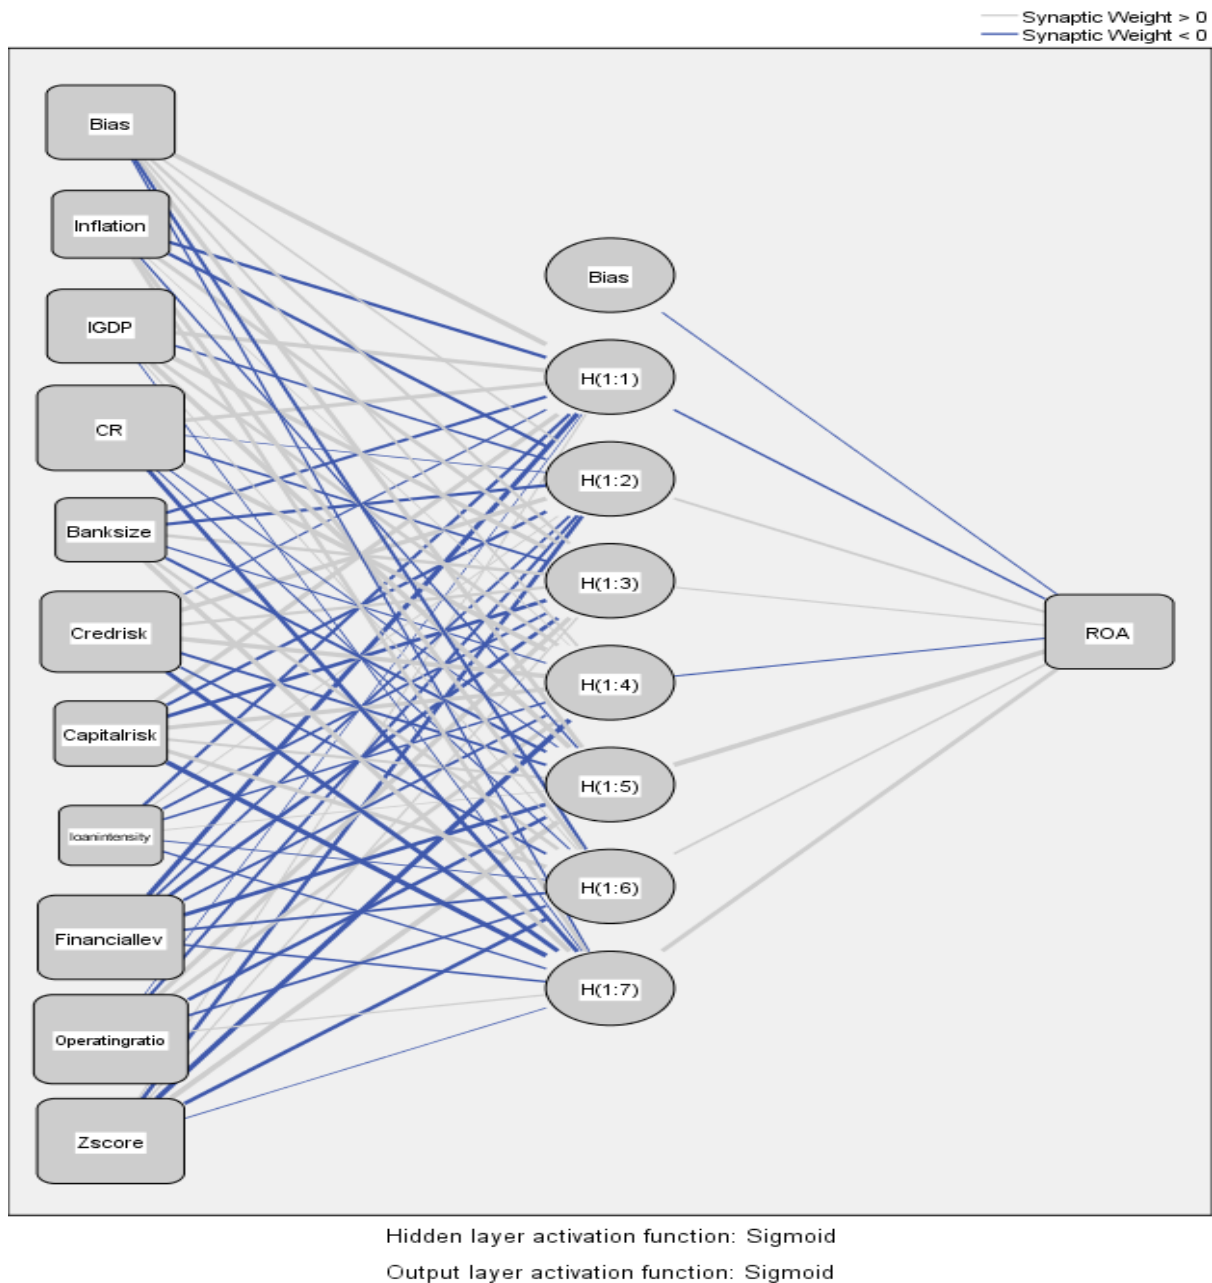 Synaptic Weight > 0
Synaptic Weight < 0
Bias
Inflation
IGDP
CR
Banksize
Credrisk
Capitalrisk
loanintensity
Financiallev
Operatingratio
Zscore
Bias
H(1:1)
H(1:2)
H(1:3)
H(1:4)
H(1:5)
H(1:6)
H(1:7)
ROA
Hidden layer activation function: Sigmoid
Output layer activation function: Sigmoid